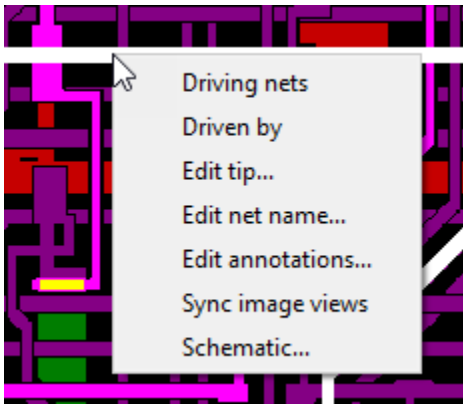 Driving nets
Driven by
Edit tip...
Edit net name...
Edit annotations...
Sync image views
Schematic...